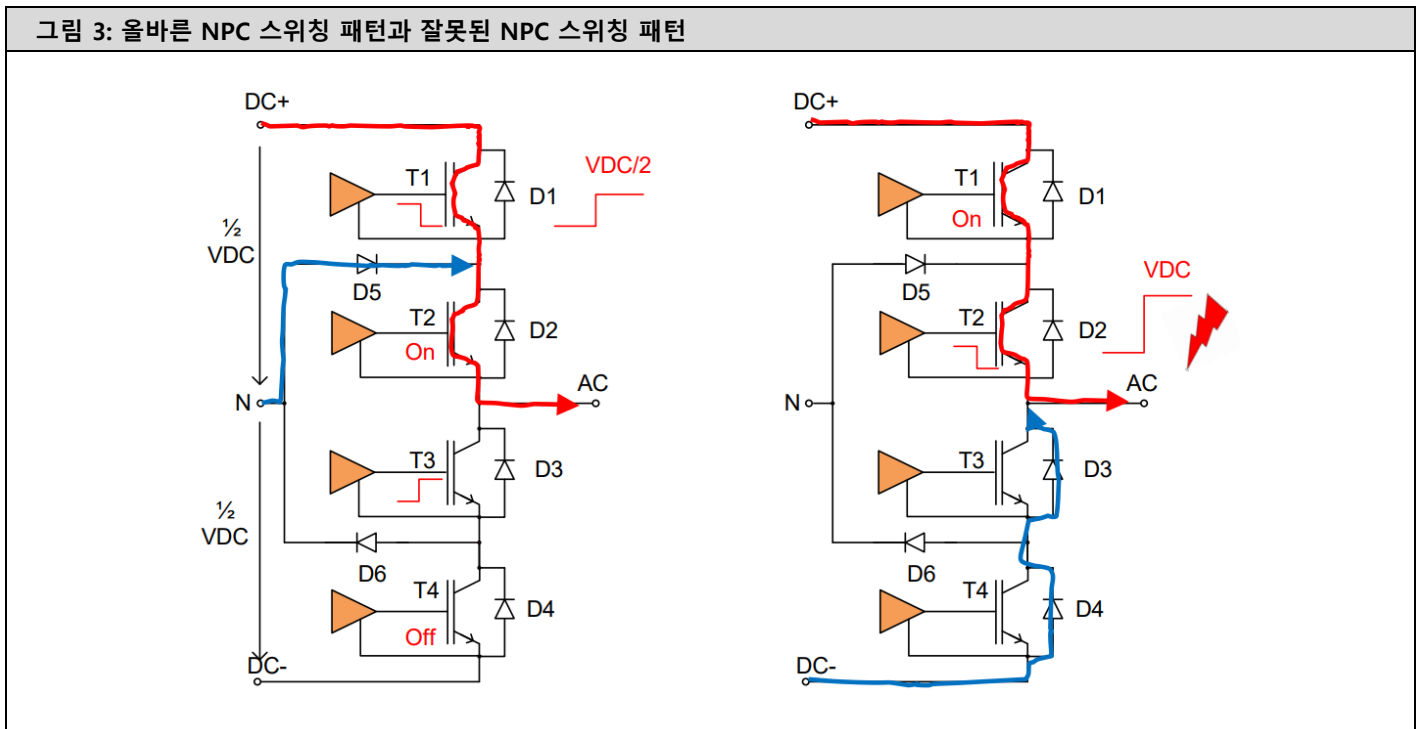 그림 3: 올바른 NPC 스위칭 패턴과 잘못된 NPC 스위칭 패턴
DC+
T1
D1
VDC/2
½
VDC
D5
T2
On
D2
N
AC
T3
D3
½
VDC
D6
T4
Off
D4
DC-
DC+
T1
On
D1
D5
VDC
T2
D2
N
AC
T3
D3
D6
T4
D4
DC-